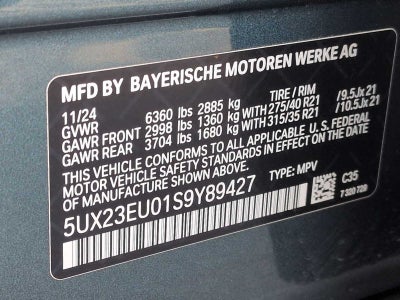 MFD BY BAYERISCHE MOTOREN WERKE AG
11/24 TIRE / RIM
GVWR 6360 lbs 2885 kg
GAWR FRONT 2998 lbs 1360 kg WITH 275/40 R21 /9.5Jx21
GAWR REAR 3704 lbs 1680 kg WITH 315/35 R21 /10.5Jx 21
THIS VEHICLE CONFORMS TO ALL APPLICABLE U. S. FEDERAL
MOTOR VEHICLE SAFETY STANDARDS IN EFFECT ON THE
DATE OF MANUFACTURE SHOWN ABOVE.
5UX23EU01S9Y89427 TYPE: MPV
C35
7 320 720